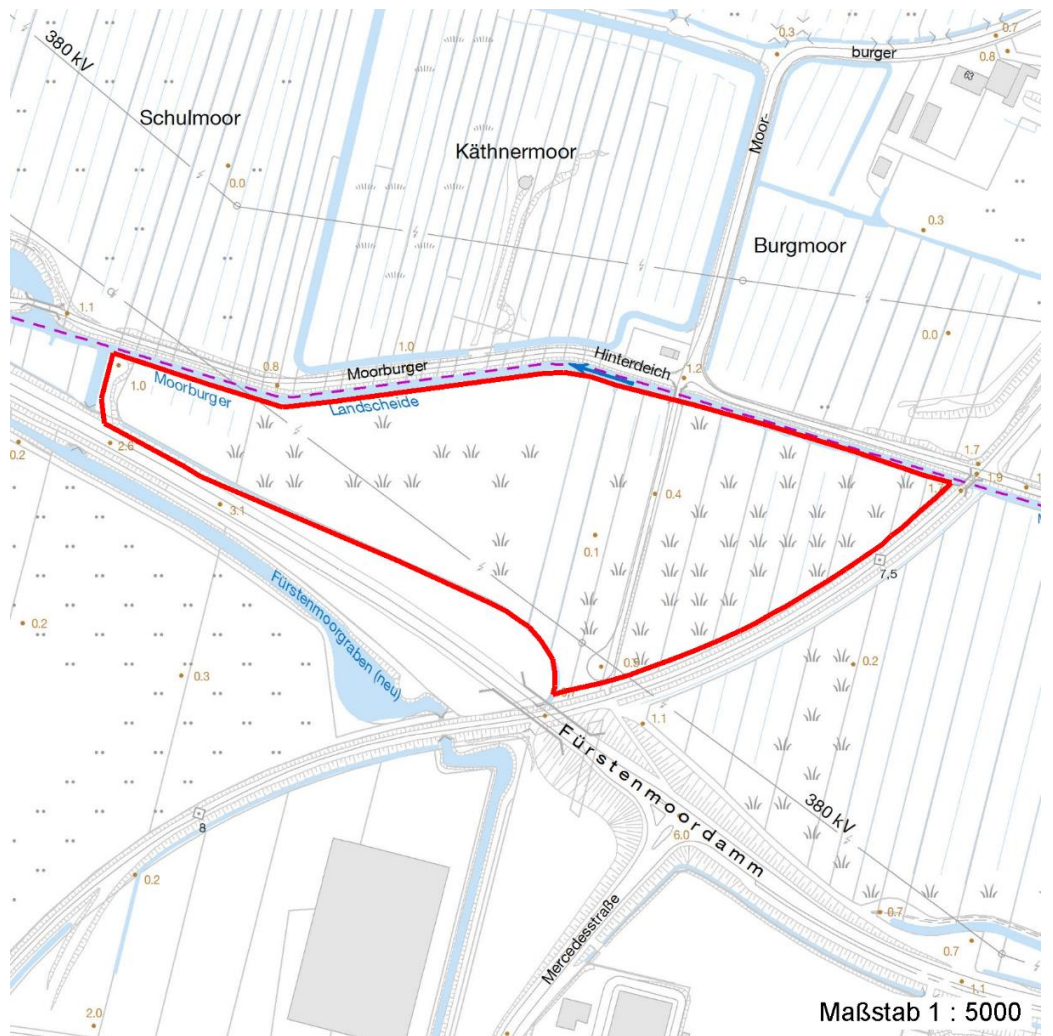 380 kV
Schulmoor
Käthnermoor
0.0
0.3
burger
0.7
0.8
63
Moor-
Burgmoor
0.3
0.0
1.1
1.0
Moorburger
Hinterdeich
0.8
1.2
1.0
Moorburger
Landscheide
1.7
1.9
2.6
0.2
3.1
0.4
0.1
7,5
Fürstenmoorgraben (neu)
0.2
0.3
0.9
0.2
1.1
Fürstenmoordamm
380 kV
8
6.0
0.2
Mercedesstraße
0.7
0.7
1.1
2.0
Maßstab 1 : 5000